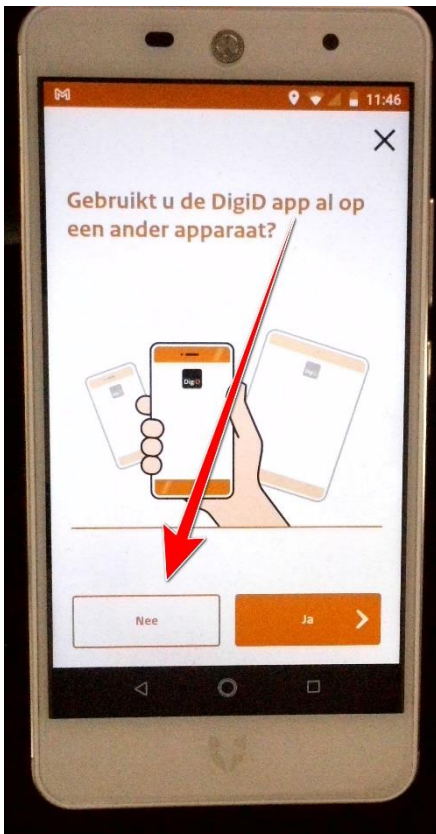 11:46
Gebruikt u de DigiD app al op
een ander apparaat?
DigiD
Nee
Ja